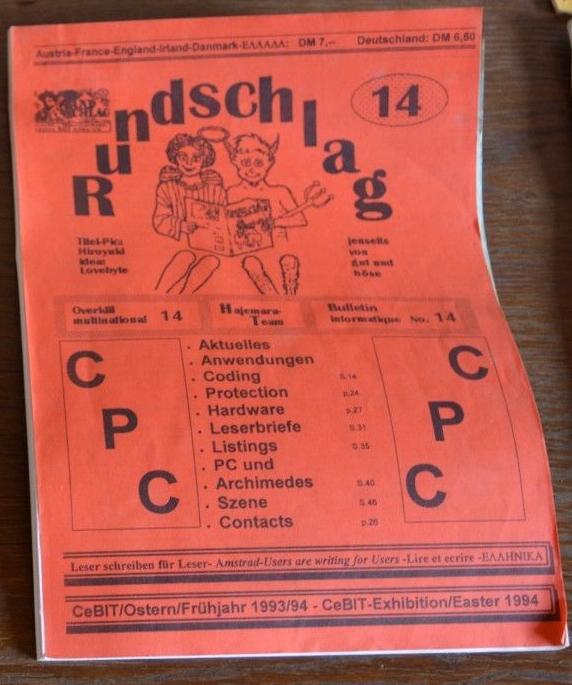 Austria-France-England-Irland-Danmark-ΕΛΛΑΔΑ: DM 7,-- Deutschland: DM 6,50
Rundschlag
14
Titel-Pic:
Hiroyuki
Idea:
Lovebyte
jenseits
von
gut und
böse
Overkill
multinational 14
Hajemara-
Team
Bulletin
informatique No. 14
C
P
C
. Aktuelles
. Anwendungen
. Coding S.14
. Protection p.24
. Hardware p.27
. Leserbriefe S.31
. Listings S.35
. PC und
. Archimedes S.40
. Szene S.46
. Contacts p.26
C
P
C
Leser schreiben für Leser- Amstrad-Users are writing for Users -Lire et ecrire -ΕΛΛΗΝΙΚΑ
CeBIT/Ostern/Frühjahr 1993/94 - CeBIT-Exhibition/Easter 1994